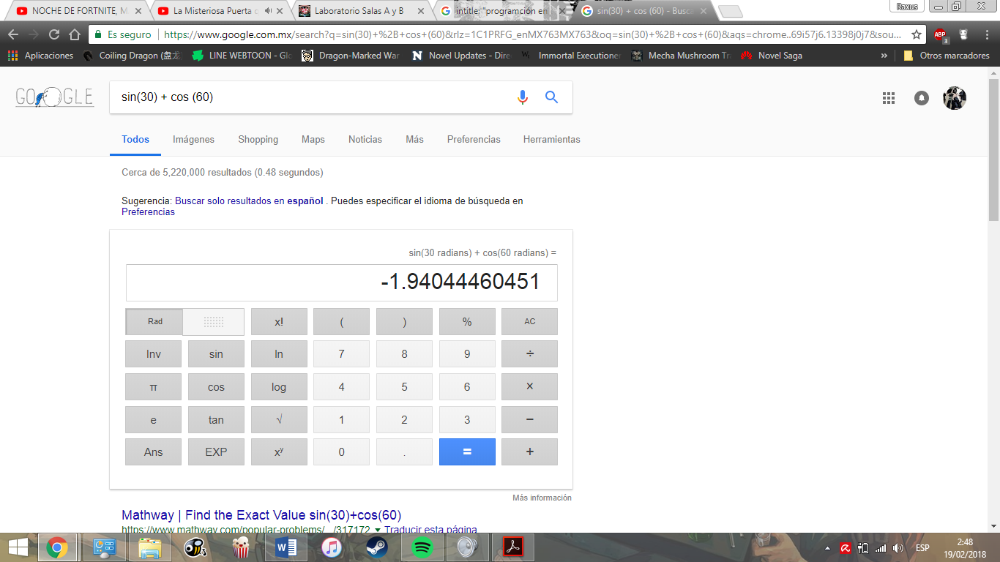 NOCHE DE FORTNITE, M
La Misteriosa Puerta
Laboratorio Salas A y B
intitle: "programción en
sin(30) + cos (60) - Busca
Raxus
Es seguro
https://www.google.com.mx/search?q=sin(30)+%2B+cos+(60)&rlz=1C1PRFG_enMX763MX763&oq=sin(30)+%2B+cos+(60)&aqs=chrome..69i57j6.13398j0j7&sou...
ABP
3
Aplicaciones
Coiling Dragon (盘龙
LINE WEBTOON - Glo
Dragon-Marked War
N
Novel Updates - Dire
Immortal Executioner
Mecha Mushroom Tra
Novel Saga
»
Otros marcadores
GOOGLE
sin(30) + cos (60)
Todos
Imágenes
Shopping
Maps
Noticias
Más
Preferencias
Herramientas
Cerca de 5,220,000 resultados (0.48 segundos)
Sugerencia: Buscar solo resultados en español . Puedes especificar el idioma de búsqueda en
Preferencias
sin(30 radians) + cos(60 radians) =
-1.94044460451
Rad x! ( ) % AC
Inv sin ln 7 8 9 ÷
π cos log 4 5 6 ×
e tan √ 1 2 3 −
Ans EXP xʸ 0 . = +
Más información
Mathway | Find the Exact Value sin(30)+cos(60)
https://www.mathway.com/popular-problems/.../317172 Traducir esta página
ESP
2:48
19/02/2018